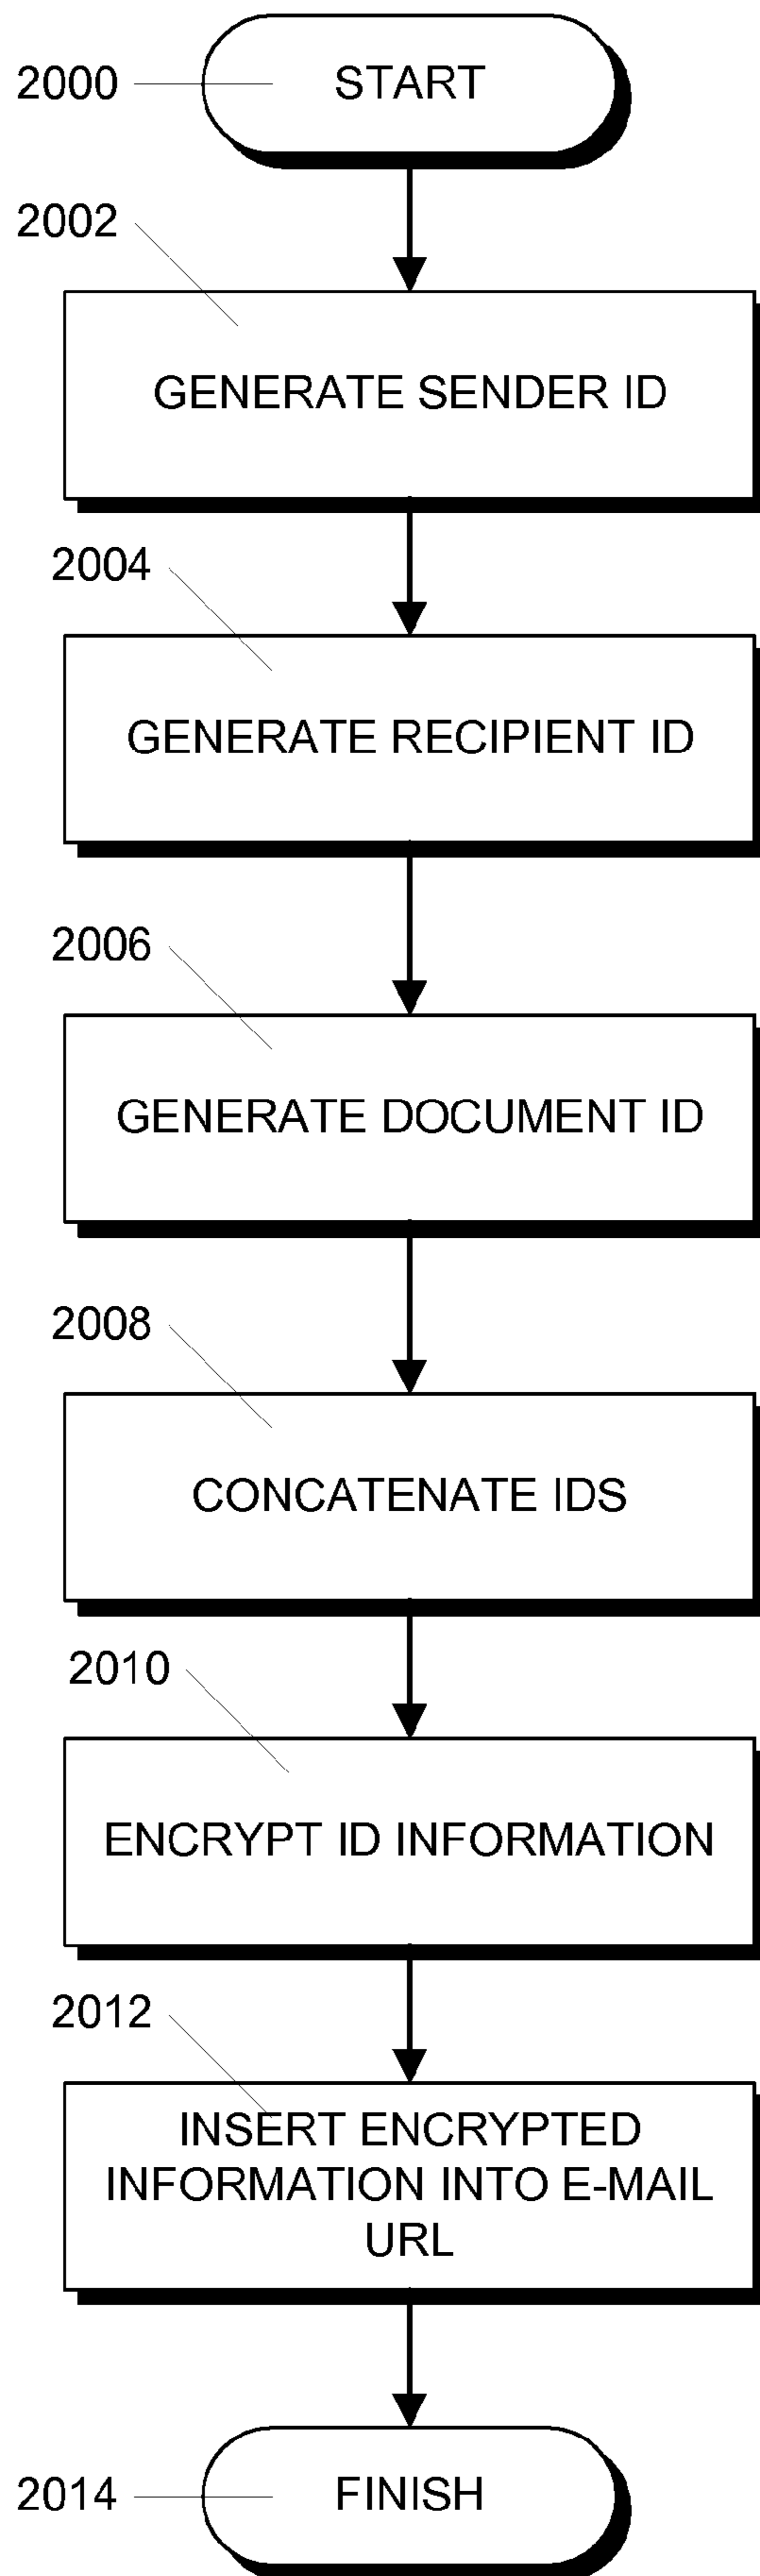 2000
START
2002
GENERATE SENDER ID
2004
GENERATE RECIPIENT ID
2006
GENERATE DOCUMENT ID
2008
CONCATENATE IDS
2010
ENCRYPT ID INFORMATION
2012
INSERT ENCRYPTED
INFORMATION INTO E-MAIL
URL
2014
FINISH